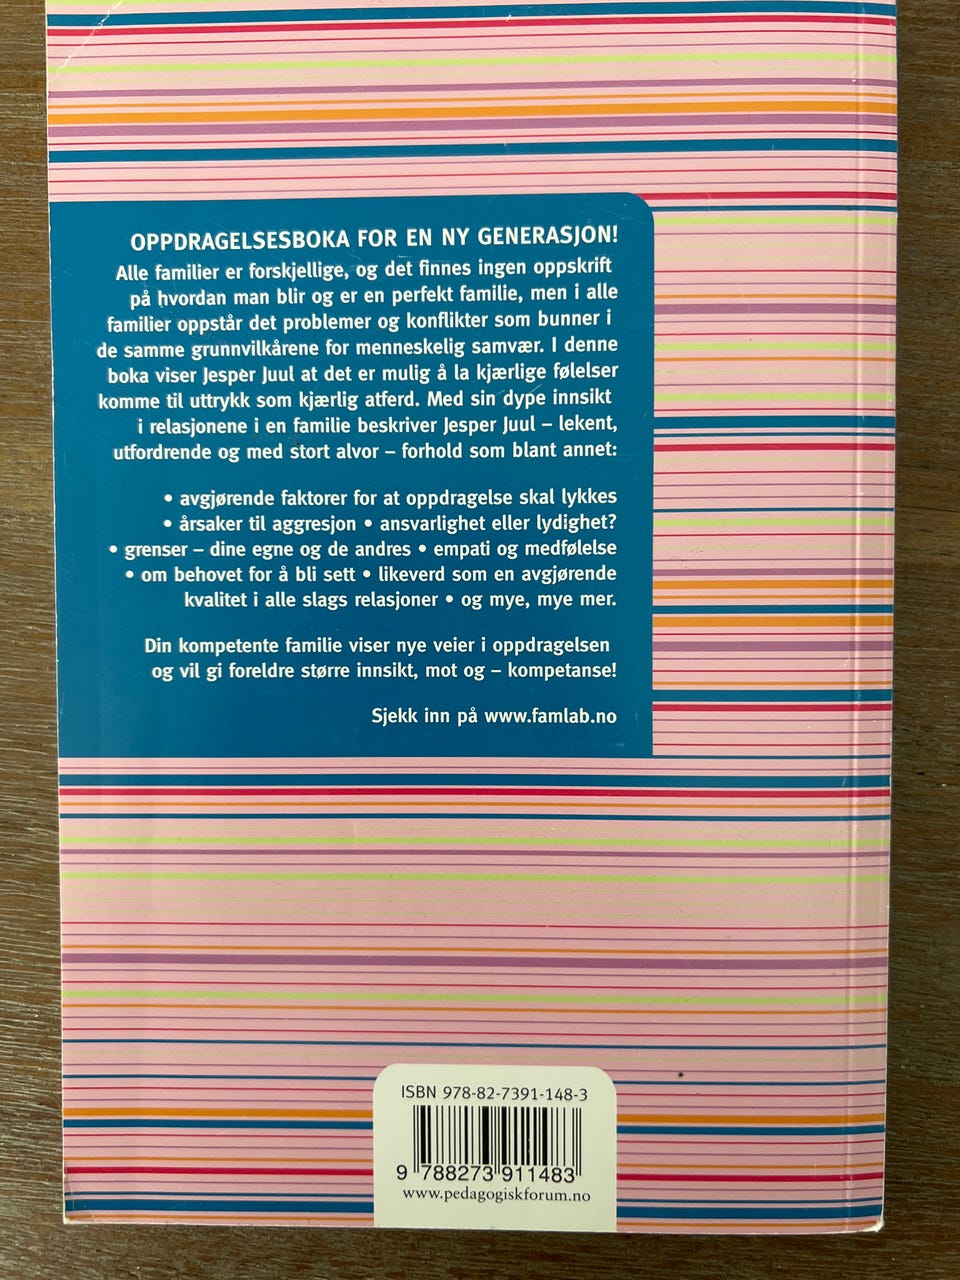 OPPDRAGELSESBOKA FOR EN NY GENERASJON!
Alle familier er forskjellige, og det finnes ingen oppskrift
på hvordan man blir og er en perfekt familie, men i alle
familier oppstår det problemer og konflikter som bunner i
de samme grunnvilkårene for menneskelig samvær. I denne
boka viser Jesper Juul at det er mulig å la kjærlige følelser
komme til uttrykk som kjærlig atferd. Med sin dype innsikt
i relasjonene i en familie beskriver Jesper Juul – lekent,
utfordrende og med stort alvor – forhold som blant annet:
• avgjørende faktorer for at oppdragelse skal lykkes
• årsaker til aggresjon • ansvarlighet eller lydighet?
• grenser – dine egne og de andres • empati og medfølelse
• om behovet for å bli sett • likeverd som en avgjørende
kvalitet i alle slags relasjoner • og mye, mye mer.
Din kompetente familie viser nye veier i oppdragelsen
og vil gi foreldre større innsikt, mot og – kompetanse!
Sjekk inn på www.famlab.no
ISBN 978-82-7391-148-3
9 788273 911483
www.pedagogiskforum.no